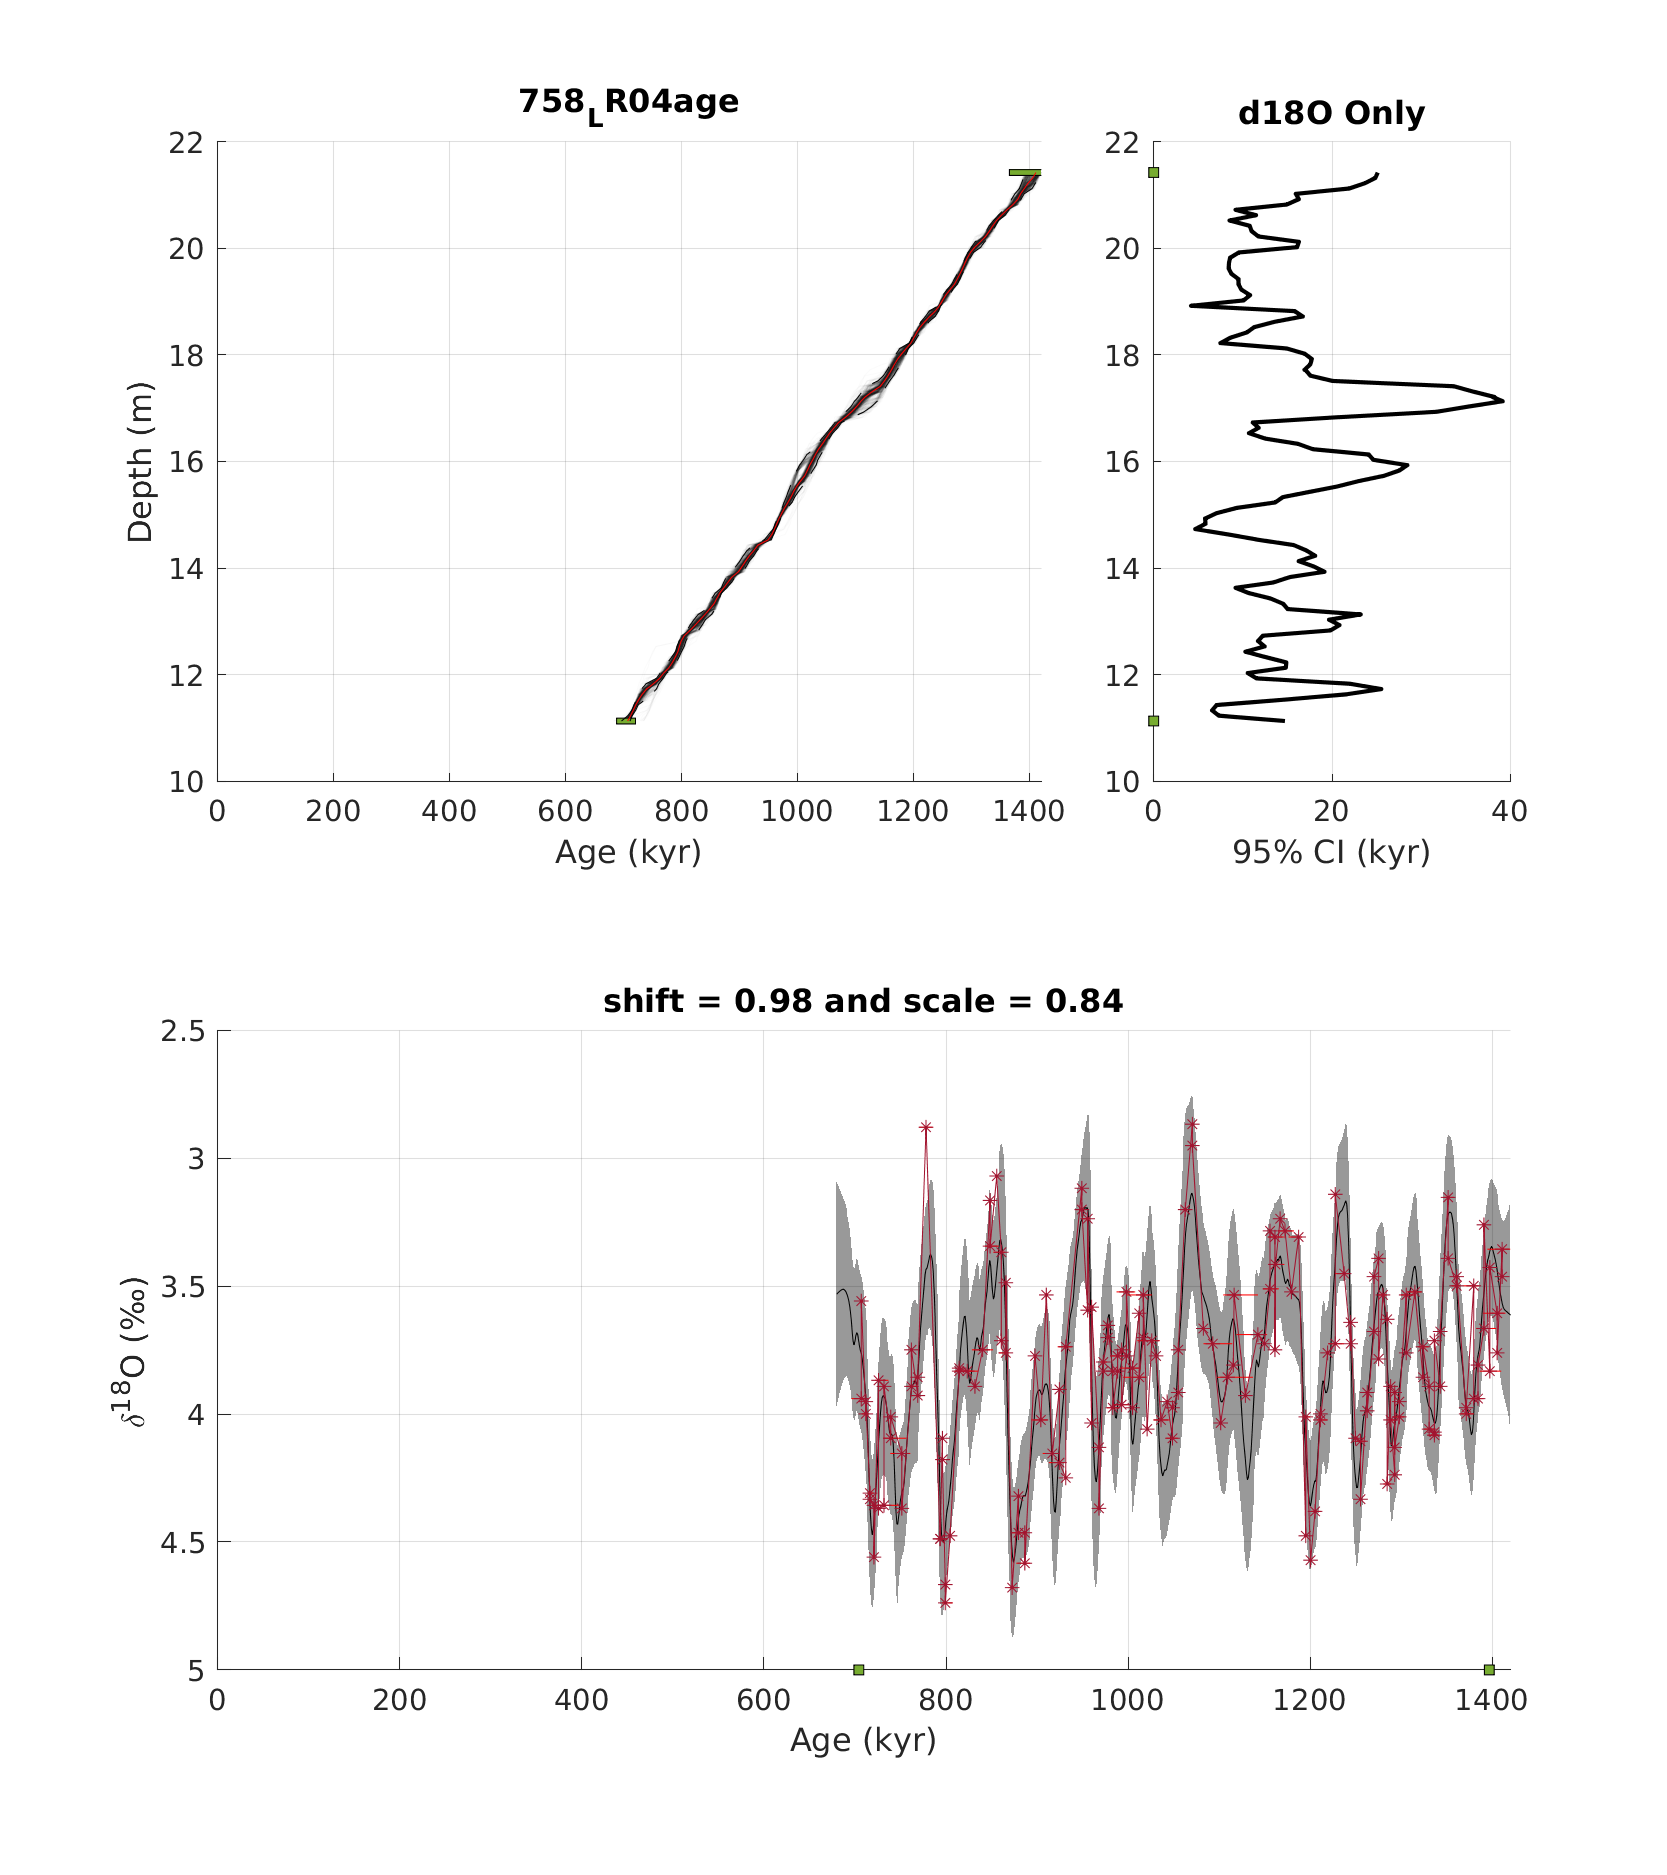 758LR04age
d18O Only
22
20
18
16
14
12
10
Depth (m)
0 200 400 600 800 1000 1200 1400
Age (kyr)
22
20
18
16
14
12
10
0 20 40
95% CI (kyr)
shift = 0.98 and scale = 0.84
2.5
3
3.5
4
4.5
5
δ18O (‰)
0 200 400 600 800 1000 1200 1400
Age (kyr)